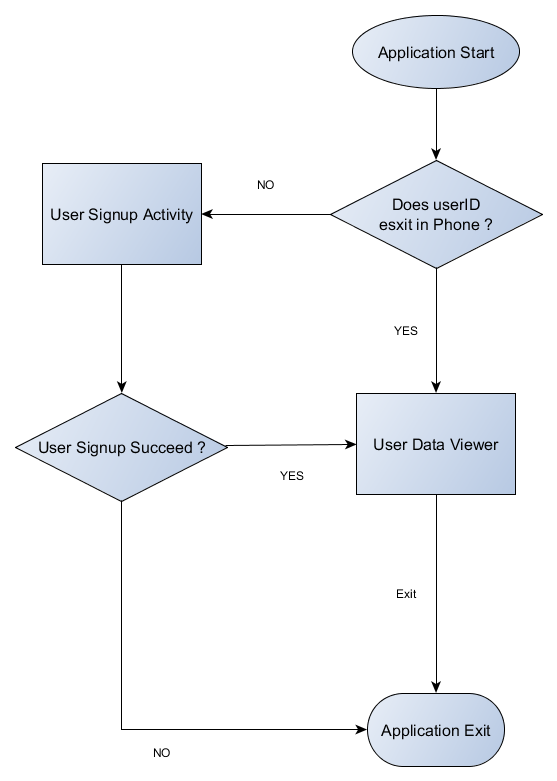 Application Start
Does userID
esxit in Phone ?
NO
User Signup Activity
YES
User Signup Succeed ?
YES
User Data Viewer
Exit
Application Exit
NO